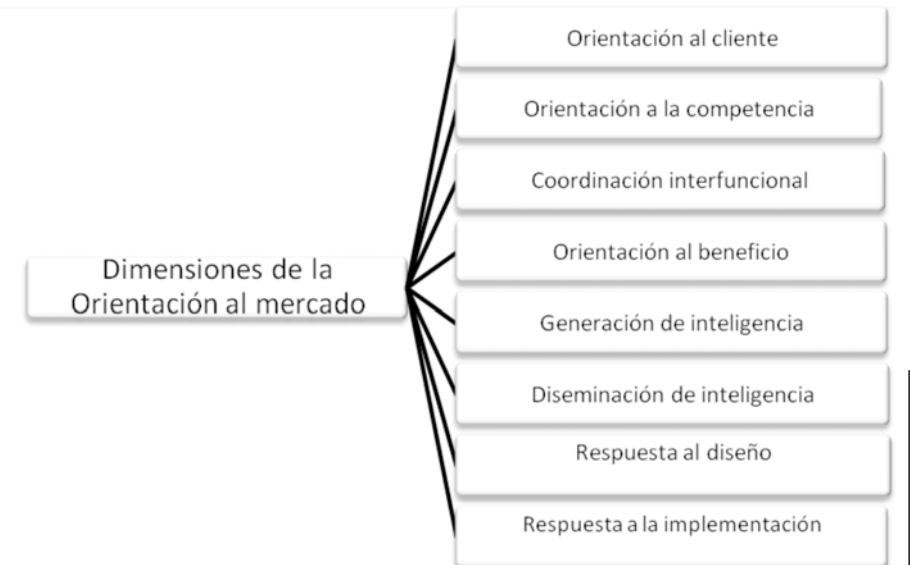 Dimensiones de la
Orientación al mercado
Orientación al cliente
Orientación a la competencia
Coordinación interfuncional
Orientación al beneficio
Generación de inteligencia
Diseminación de inteligencia
Respuesta al diseño
Respuesta a la implementación